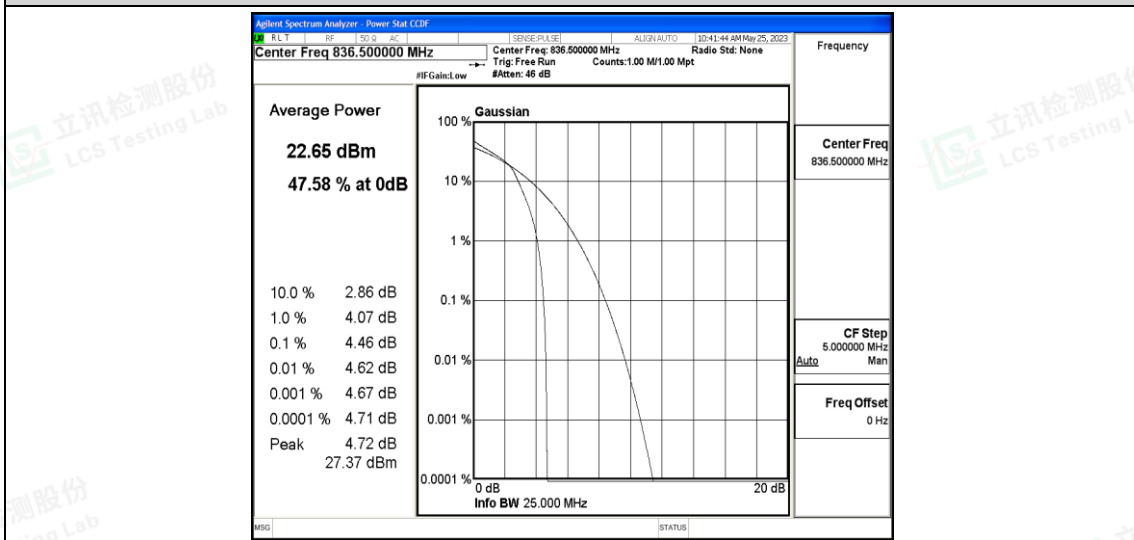 Agilent Spectrum Analyzer - Power Stat CCDF
RLT RF 50 Ω AC SENSE:PULSE ALIGN AUTO 10:41:44 AM May 25, 2023
Center Freq 836.500000 MHz
Center Freq: 836.500000 MHz Radio Std: None
Trig: Free Run Counts:1.00 M/1.00 Mpt
#IFGain:Low #Atten: 46 dB
Frequency
Average Power
22.65 dBm
47.58 % at 0dB
10.0 % 2.86 dB
1.0 % 4.07 dB
0.1 % 4.46 dB
0.01 % 4.62 dB
0.001 % 4.67 dB
0.0001 % 4.71 dB
Peak 4.72 dB
27.37 dBm
Gaussian
100 %
10 %
1 %
0.1 %
0.01 %
0.001 %
0.0001 %
0 dB 20 dB
Info BW 25.000 MHz
Center Freq
836.500000 MHz
CF Step
5.000000 MHz
Auto Man
Freq Offset
0 Hz
MSG STATUS
立讯检测股份
LCS Testing Lab
立讯检测股份
LCS Testing L
测股份
ng Lab